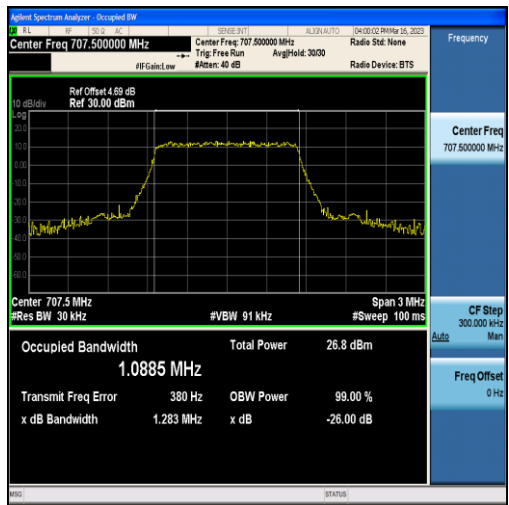 Agilent Spectrum Analyzer - Occupied BW
RL RF 50 Ω AC SENSE:INT ALIGN AUTO 04:00:02 PM Mar 16, 2023
Center Freq 707.500000 MHz
Center Freq: 707.500000 MHz
Radio Std: None
Trig: Free Run Avg|Hold: 30/30
#IFGain:Low #Atten: 40 dB Radio Device: BTS
Ref Offset 4.69 dB
10 dB/div Ref 30.00 dBm
Log
20.0
10.0
0.00
-10.0
-20.0
-30.0
-40.0
-50.0
-60.0
Center 707.5 MHz Span 3 MHz
#Res BW 30 kHz #VBW 91 kHz #Sweep 100 ms
Occupied Bandwidth Total Power 26.8 dBm
1.0885 MHz
Transmit Freq Error 380 Hz OBW Power 99.00 %
x dB Bandwidth 1.283 MHz x dB -26.00 dB
MSG STATUS
Frequency
Center Freq
707.500000 MHz
CF Step
300.000 kHz
Auto Man
Freq Offset
0 Hz